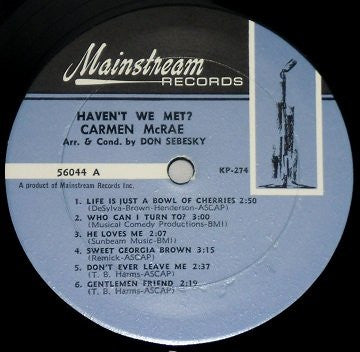 Mainstream
RECORDS
HAVEN'T WE MET?
CARMEN McRAE
Arr. & Cond. by DON SEBESKY
56044 A
KP-274
A product of Mainstream Records Inc.
1. LIFE IS JUST A BOWL OF CHERRIES 2:50
(DeSylva-Brown-Henderson-ASCAP)
2. WHO CAN I TURN TO? 3:00
(Musical Comedy Productions-BMI)
3. HE LOVES ME 2:07
(Sunbeam Music-BMI)
4. SWEET GEORGIA BROWN 3:15
(Remick-ASCAP)
5. DON'T EVER LEAVE ME 2:37
(T. B. Harms-ASCAP)
6. GENTLEMEN FRIEND 2:19
(T. B. Harms-ASCAP)